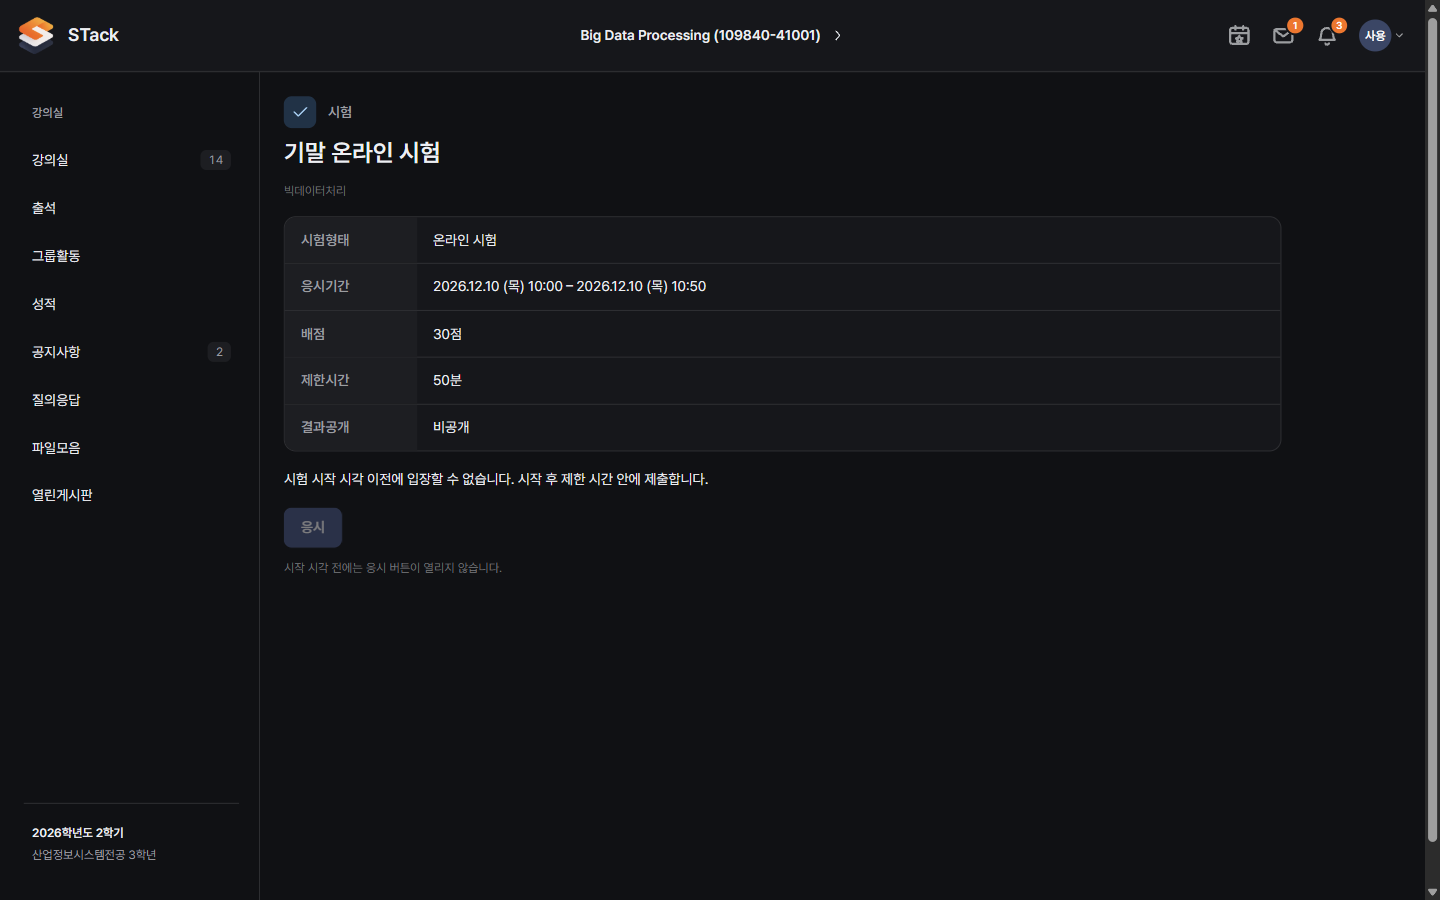 STack
Big Data Processing (109840-41001)
1
3
사용
강의실
강의실 14
출석
그룹활동
성적
공지사항 2
질의응답
파일모음
열린게시판
2026학년도 2학기
산업정보시스템전공 3학년
시험
기말 온라인 시험
빅데이터처리
시험형태 온라인 시험
응시기간 2026.12.10 (목) 10:00 – 2026.12.10 (목) 10:50
배점 30점
제한시간 50분
결과공개 비공개
시험 시작 시각 이전에 입장할 수 없습니다. 시작 후 제한 시간 안에 제출합니다.
응시
시작 시각 전에는 응시 버튼이 열리지 않습니다.